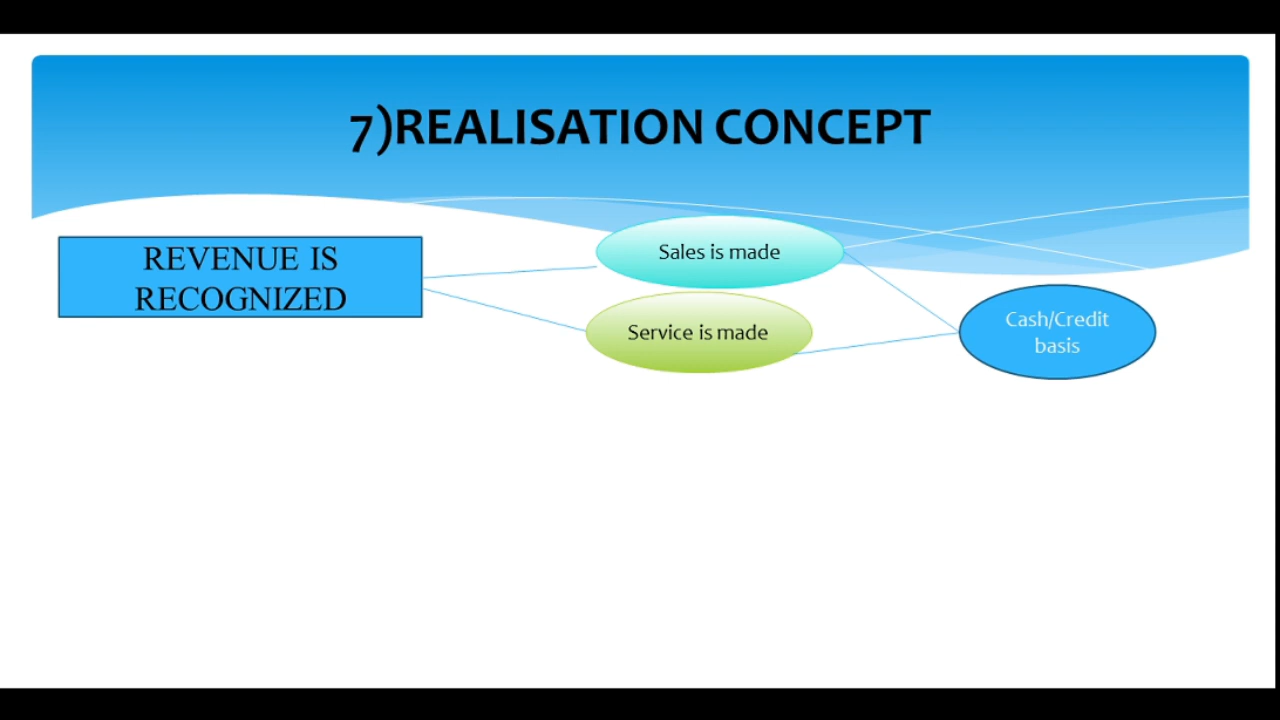 7)REALISATION CONCEPT
REVENUE IS
RECOGNIZED
Sales is made
Service is made
Cash/Credit
basis